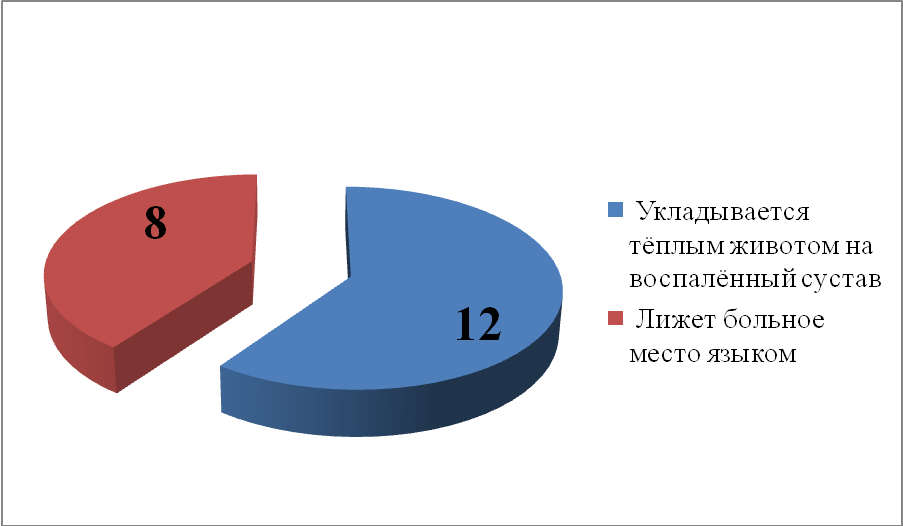 8
12
Укладывается
тёплым животом на
воспалённый сустав
Лижет больное
место языком